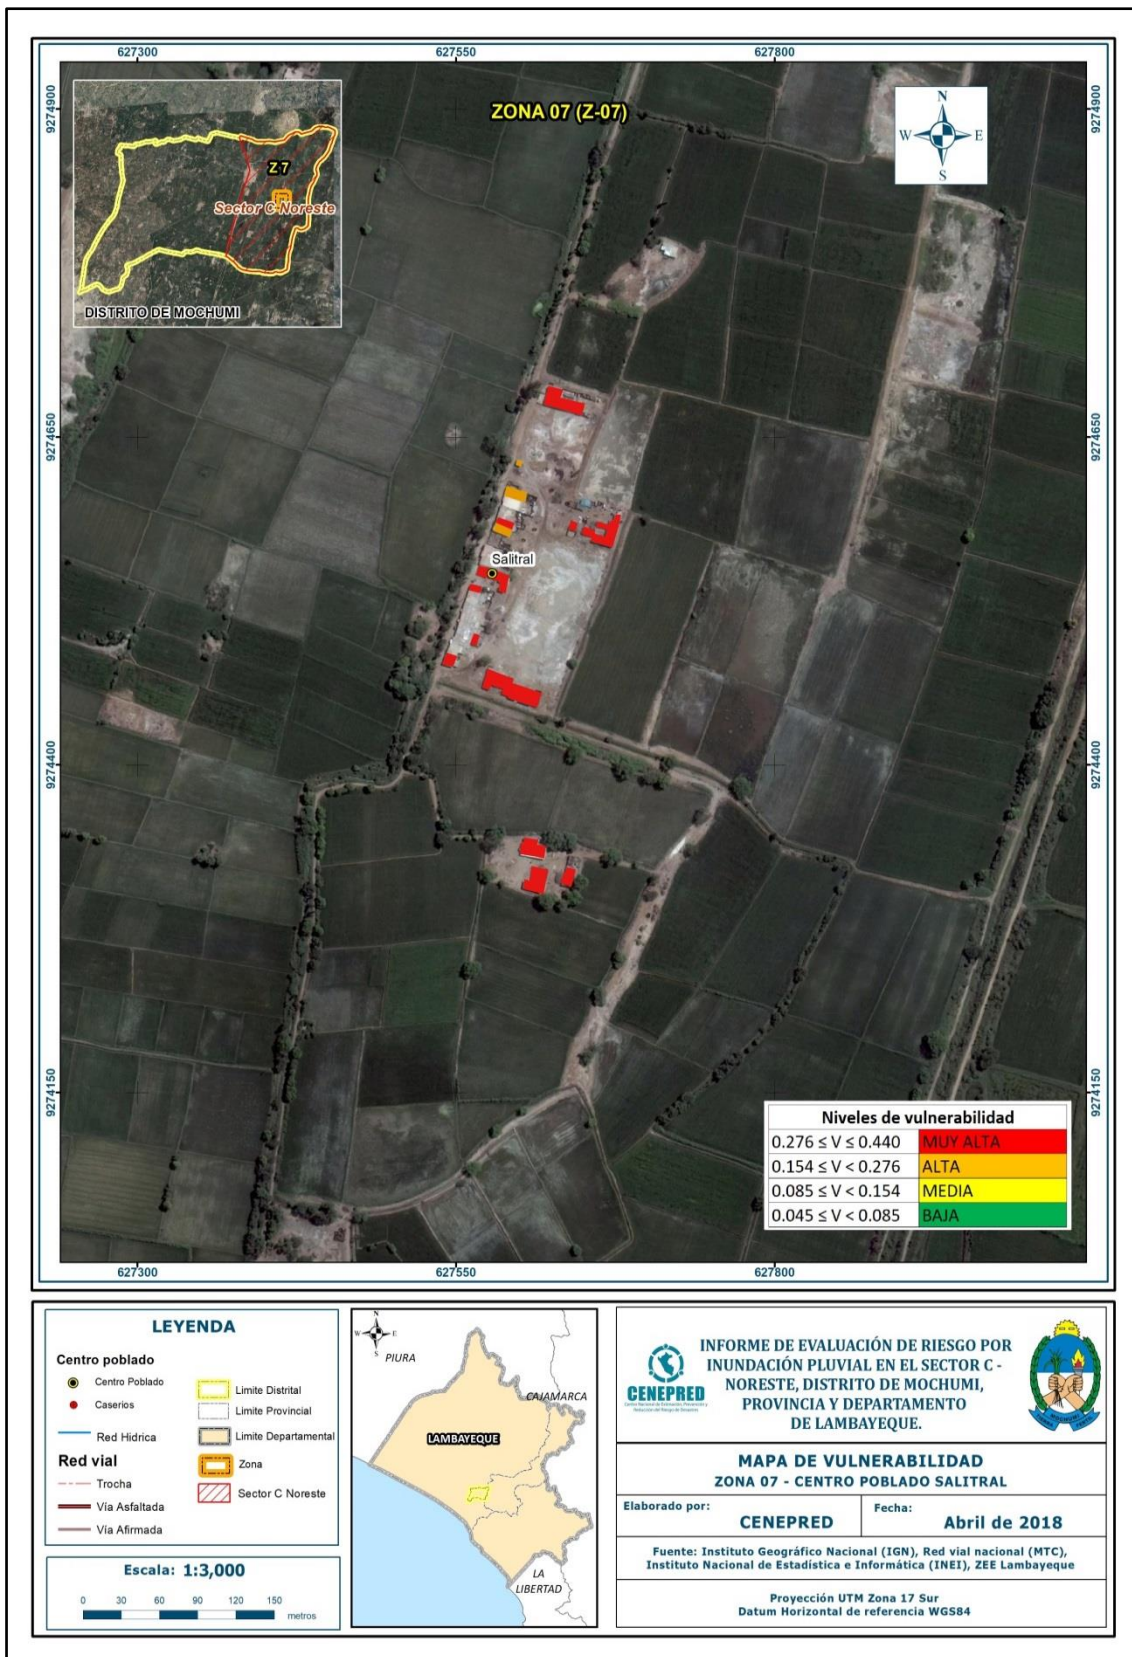 627300
627550
627800
9274900
9274900
ZONA 07 (Z-07)
N
W
E
S
Z 7
Sector C-Noreste
DISTRITO DE MOCHUMI
9274650
9274650
Salitral
9274400
9274400
9274150
9274150
Niveles de vulnerabilidad
0.276 ≤ V ≤ 0.440 MUY ALTA
0.154 ≤ V < 0.276 ALTA
0.085 ≤ V < 0.154 MEDIA
0.045 ≤ V < 0.085 BAJA
627300
627550
627800
LEYENDA
Centro poblado
Centro Poblado
Caserios
Red Hidrica
Red vial
Trocha
Vía Asfaltada
Vía Afirmada
Limite Distrital
Limite Provincial
Limite Departamental
Zona
Sector C Noreste
Escala: 1:3,000
0 30 60 90 120 150
metros
N
W
E
S
PIURA
CAJAMARCA
LAMBAYEQUE
LA
LIBERTAD
CENEPRED
INFORME DE EVALUACIÓN DE RIESGO POR
INUNDACIÓN PLUVIAL EN EL SECTOR C -
NORESTE, DISTRITO DE MOCHUMI,
PROVINCIA Y DEPARTAMENTO
DE LAMBAYEQUE.
MAPA DE VULNERABILIDAD
ZONA 07 - CENTRO POBLADO SALITRAL
Elaborado por:
CENEPRED
Fecha:
Abril de 2018
Fuente: Instituto Geográfico Nacional (IGN), Red vial nacional (MTC),
Instituto Nacional de Estadística e Informática (INEI), ZEE Lambayeque
Proyección UTM Zona 17 Sur
Datum Horizontal de referencia WGS84